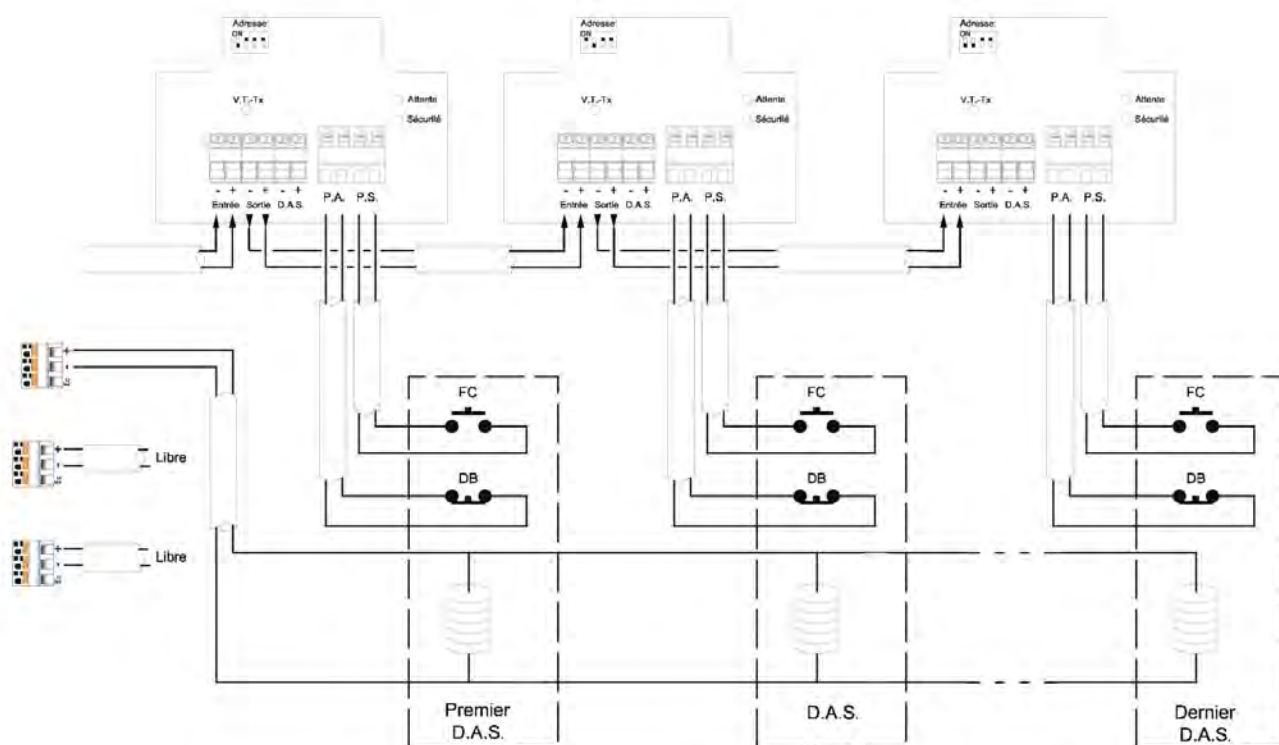 Adresse:
ON
V.T.-Tx
Attente
Sécurité
- + - + - +
Entrée Sortie D.A.S.
P.A. P.S.
Adresse:
ON
V.T.-Tx
Attente
Sécurité
- + - + - +
Entrée Sortie D.A.S.
P.A. P.S.
Adresse:
ON
V.T.-Tx
Attente
Sécurité
- + - + - +
Entrée Sortie D.A.S.
P.A. P.S.
+
-
+
-
Libre
+
-
Libre
FC
DB
Premier
D.A.S.
FC
DB
D.A.S.
FC
DB
Dernier
D.A.S.